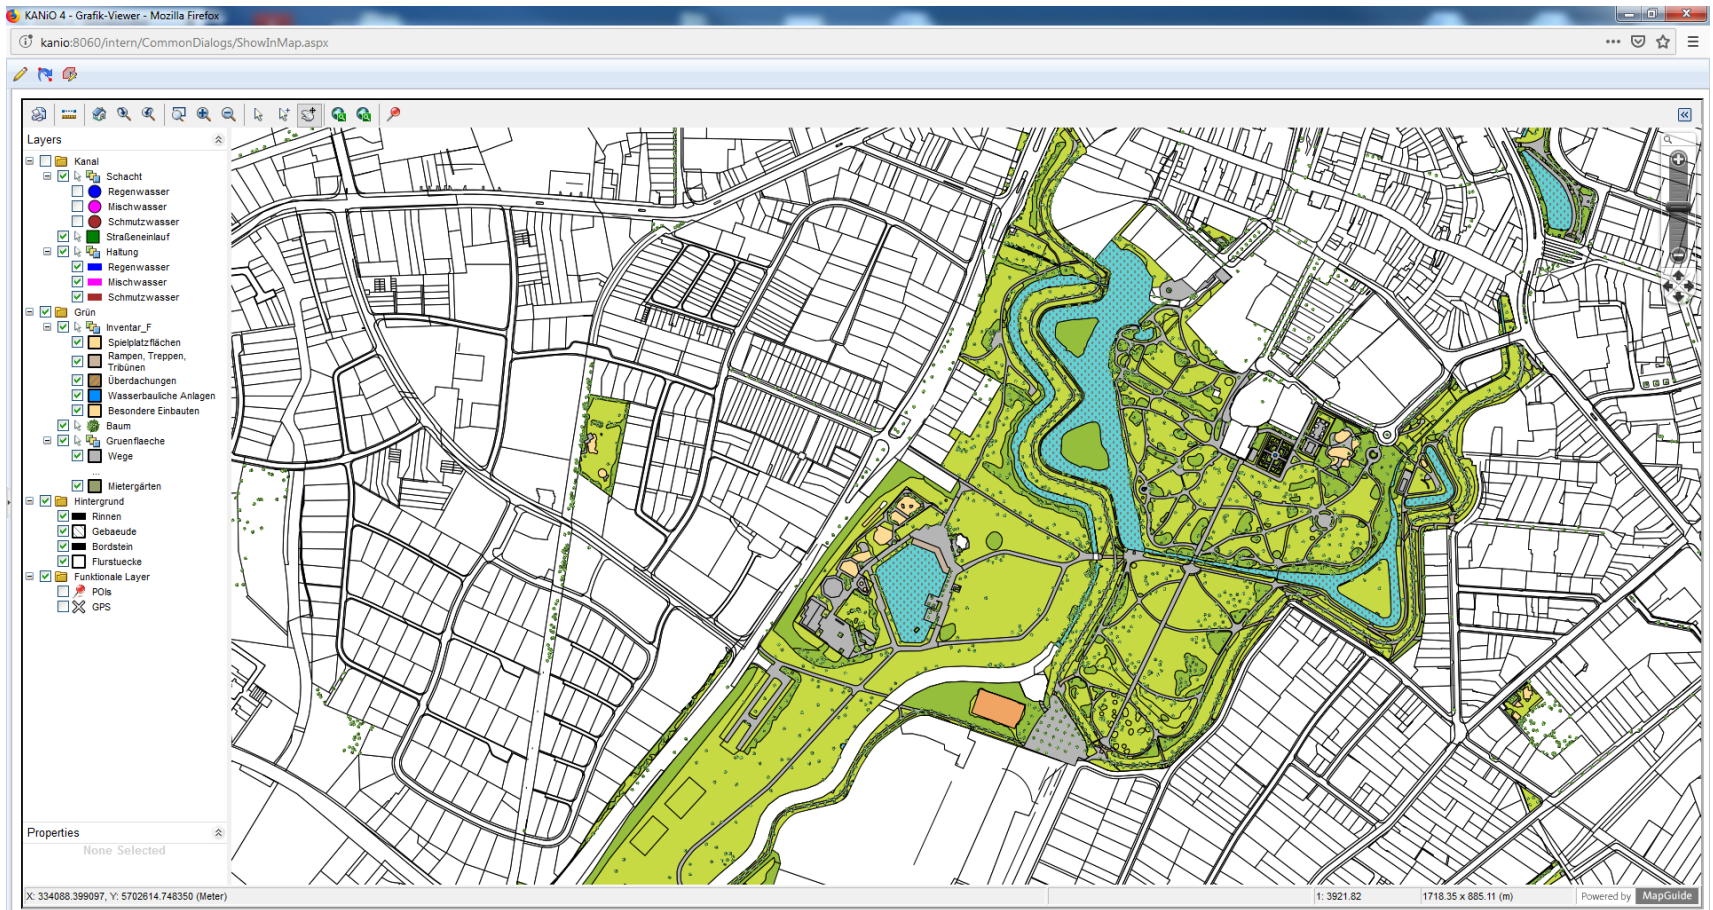 KANiO 4 - Grafik-Viewer - Mozilla Firefox
kanio:8060/intern/CommonDialogs/ShowInMap.aspx
Layers
Kanal
Schacht
Regenwasser
Mischwasser
Schmutzwasser
Straßeneinlauf
Haltung
Regenwasser
Mischwasser
Schmutzwasser
Grün
Inventar_F
Spielplatzflächen
Rampen, Treppen,
Tribünen
Überdachungen
Wasserbauliche Anlagen
Besondere Einbauten
Baum
Gruenflaeche
Wege
...
Mietergärten
Hintergrund
Rinnen
Gebaeude
Bordstein
Flurstuecke
Funktionale Layer
POIs
GPS
Properties
None Selected
X: 334088.399097, Y: 5702614.748350 (Meter)
1: 3921.82
1718.35 x 885.11 (m)
Powered by MapGuide